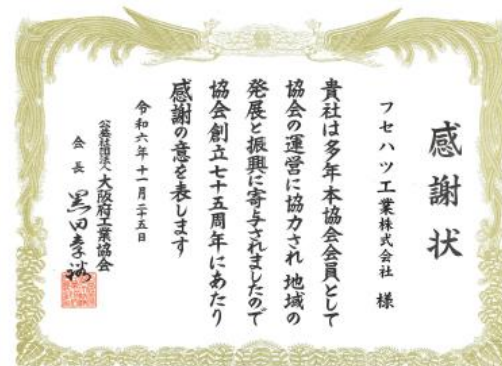 感謝状
フセハツ工業株式会社 様
貴社は多年本協会会員として
協会の運営に協力され 地域の
発展と振興に寄与されましたので
協会創立七十五周年にあたり
感謝の意を表します
令和六年十一月二十五日
公益社団法人 大阪府工業協会
会長 黒田章裕